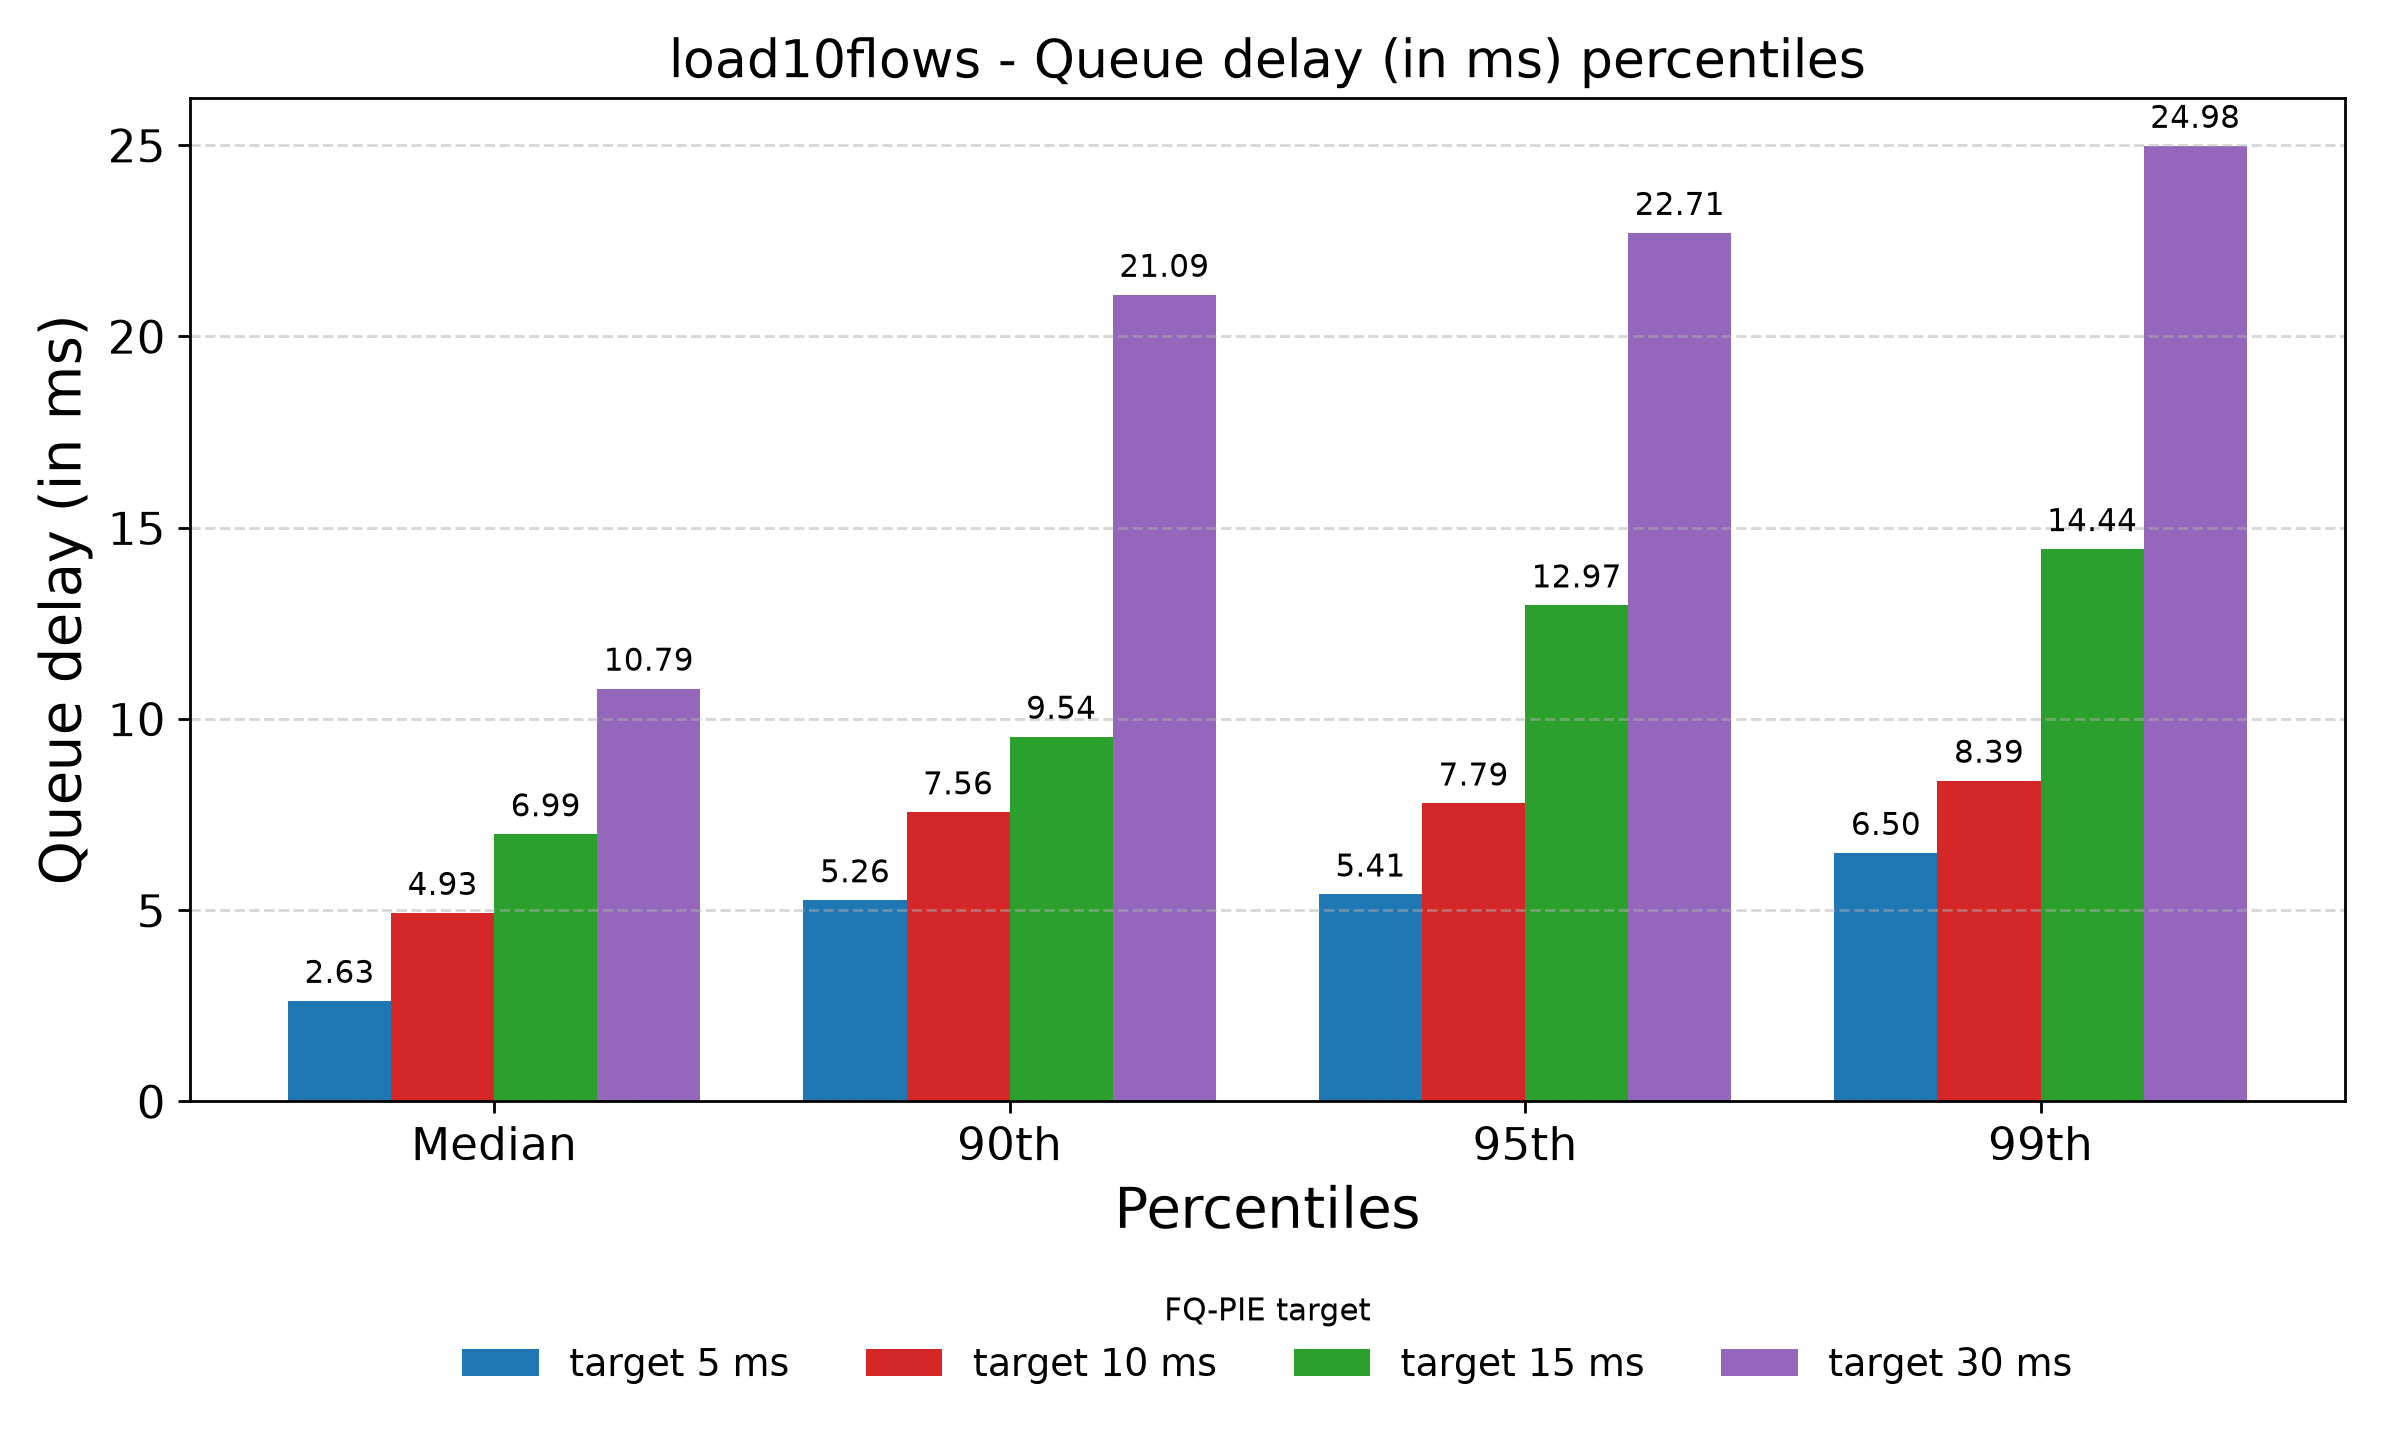 load10flows - Queue delay (in ms) percentiles
Queue delay (in ms)
25
20
15
10
5
0
2.63
4.93
6.99
10.79
5.26
7.56
9.54
21.09
5.41
7.79
12.97
22.71
6.50
8.39
14.44
24.98
Median
90th
95th
99th
Percentiles
FQ-PIE target
target 5 ms
target 10 ms
target 15 ms
target 30 ms